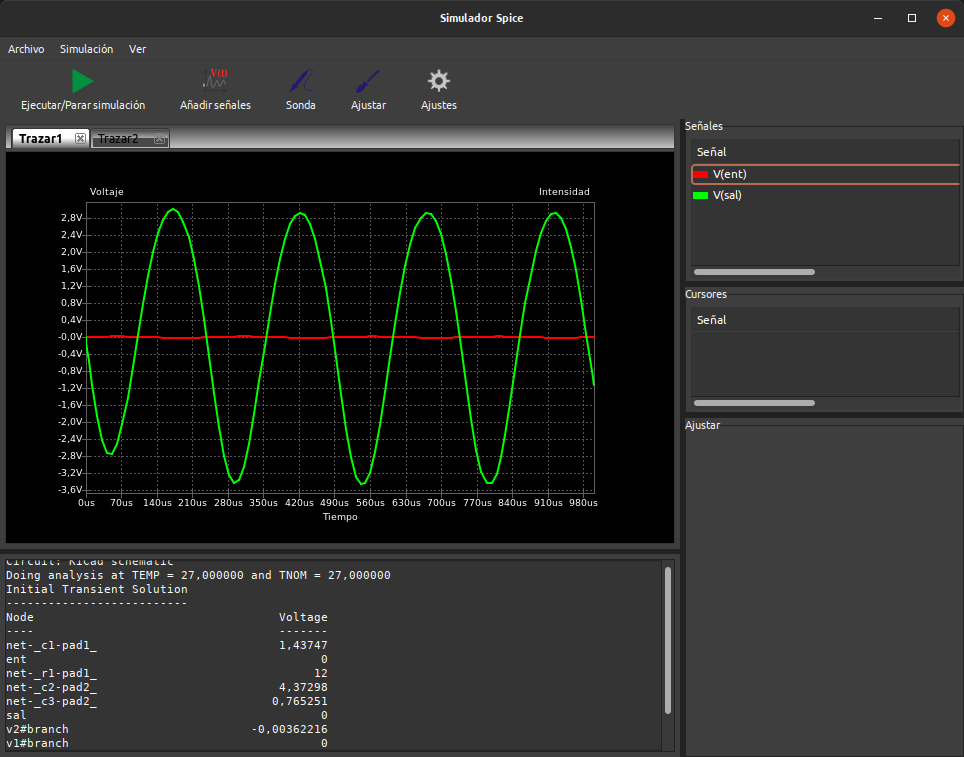 Simulador Spice
Archivo Simulación Ver
V(t)
Ejecutar/Parar simulación Añadir señales Sonda Ajustar Ajustes
Trazar1 Trazar2
Voltaje Intensidad
2,8V
2,4V
2,0V
1,6V
1,2V
0,8V
0,4V
-0,0V
-0,4V
-0,8V
-1,2V
-1,6V
-2,0V
-2,4V
-2,8V
-3,2V
-3,6V
0us 70us 140us 210us 280us 350us 420us 490us 560us 630us 700us 770us 840us 910us 980us
Tiempo
Señales
Señal
V(ent)
V(sal)
Cursores
Señal
Ajustar
Circuit: KiCad schematic
Doing analysis at TEMP = 27,000000 and TNOM = 27,000000
Initial Transient Solution
--------------------------
Node Voltage
---- -------
net-_c1-pad1_ 1,43747
ent 0
net-_r1-pad1_ 12
net-_c2-pad2_ 4,37298
net-_c3-pad2_ 0,765251
sal 0
v2#branch -0,00362216
v1#branch 0